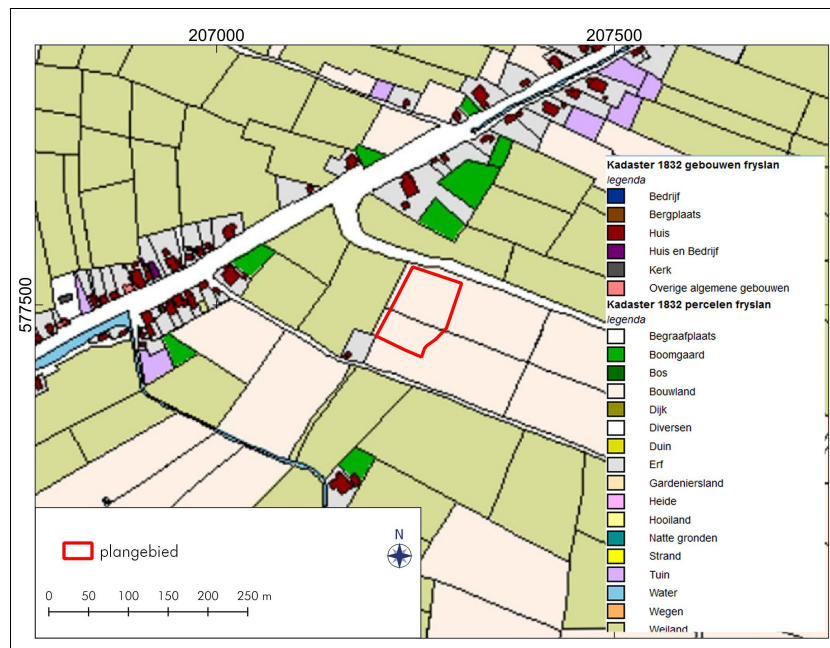 207000
207500
577500
Kadaster 1832 gebouwen fryslan
legenda
Bedrijf
Bergplaats
Huis
Huis en Bedrijf
Kerk
Overige algemene gebouwen
Kadaster 1832 percelen fryslan
legenda
Begraafplaats
Boomgaard
Bos
Bouwland
Dijk
Diversen
Duin
Erf
Gardeniersland
Heide
Hooiland
Natte gronden
Strand
Tuin
Water
Wegen
Weiland
plangebied
N
0 50 100 150 200 250 m